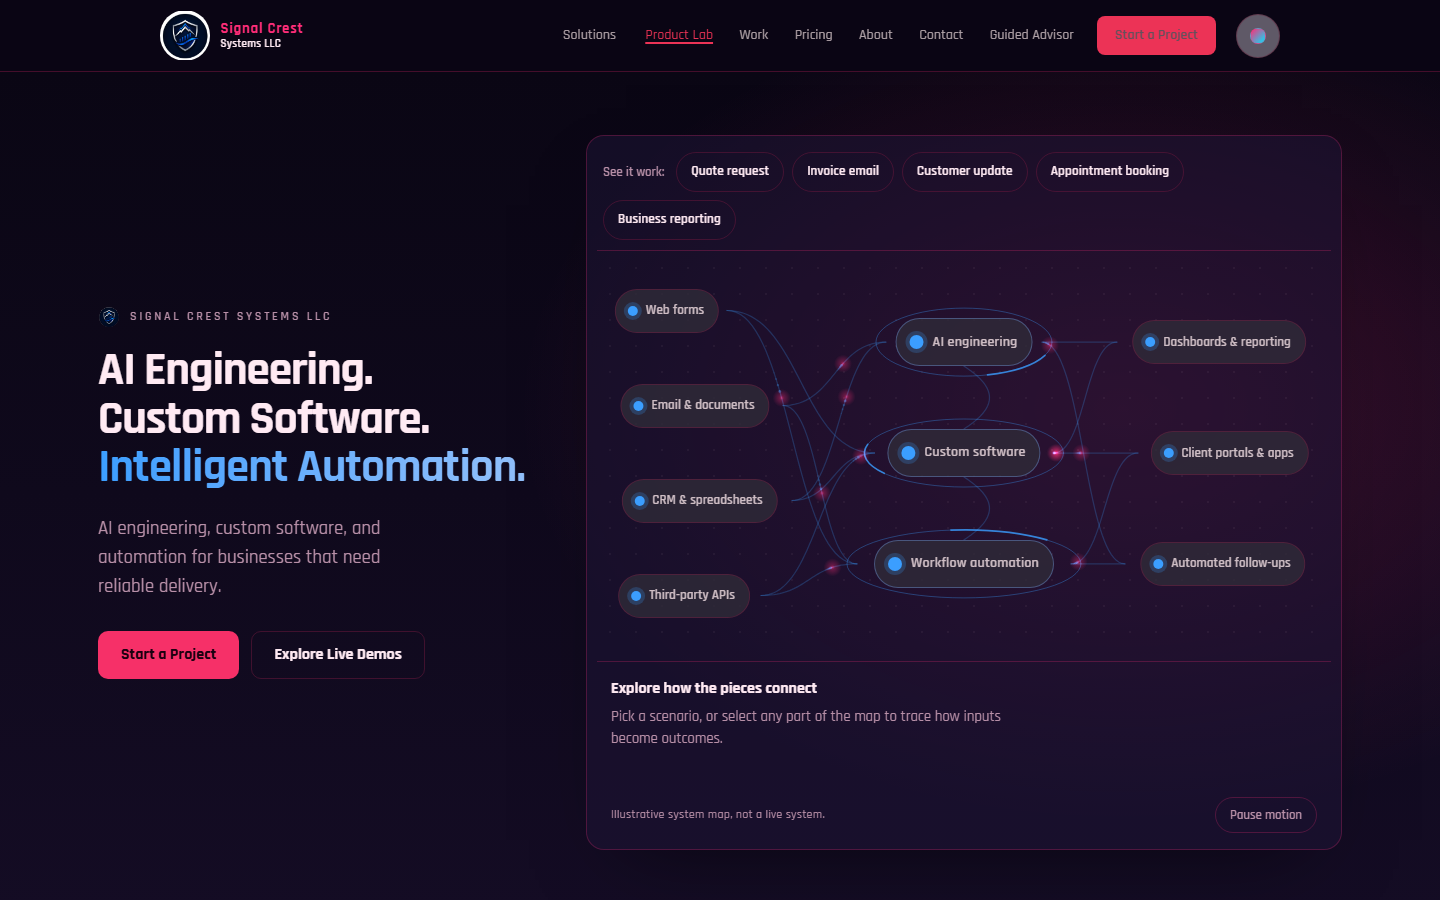 Signal Crest
Systems LLC
Solutions
Product Lab
Work
Pricing
About
Contact
Guided Advisor
Start a Project
SIGNAL CREST SYSTEMS LLC
AI Engineering.
Custom Software.
Intelligent Automation.
AI engineering, custom software, and
automation for businesses that need
reliable delivery.
Start a Project
Explore Live Demos
See it work:
Quote request
Invoice email
Customer update
Appointment booking
Business reporting
Web forms
Email & documents
CRM & spreadsheets
Third-party APIs
AI engineering
Custom software
Workflow automation
Dashboards & reporting
Client portals & apps
Automated follow-ups
Explore how the pieces connect
Pick a scenario, or select any part of the map to trace how inputs
become outcomes.
Illustrative system map, not a live system.
Pause motion